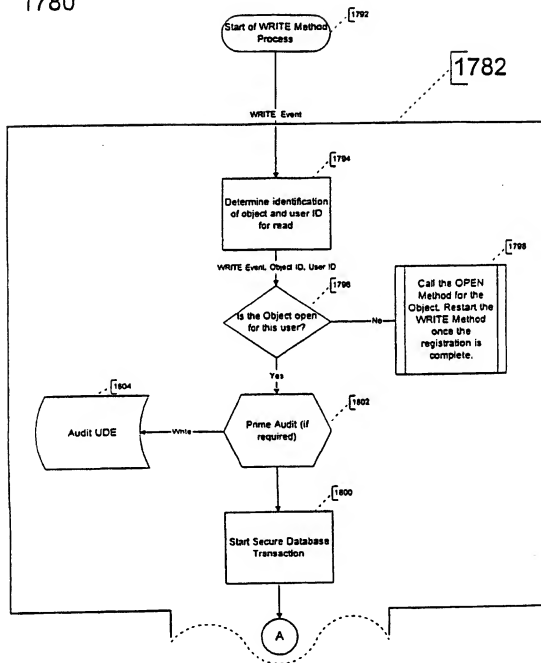 1780
Start of WRITE Method
Process
1792
1782
WRITE Event
1794
Determine identification
of object and user ID
for read
WRITE Event, Object ID, User ID
1796
Is the Object open
for this user?
No
1798
Call the OPEN
Method for the
Object. Restart the
WRITE Method
once the
registration is
complete.
Yes
1804
Audit UDE
Write
1802
Prime Audit (if
required)
1800
Start Secure Database
Transaction
A